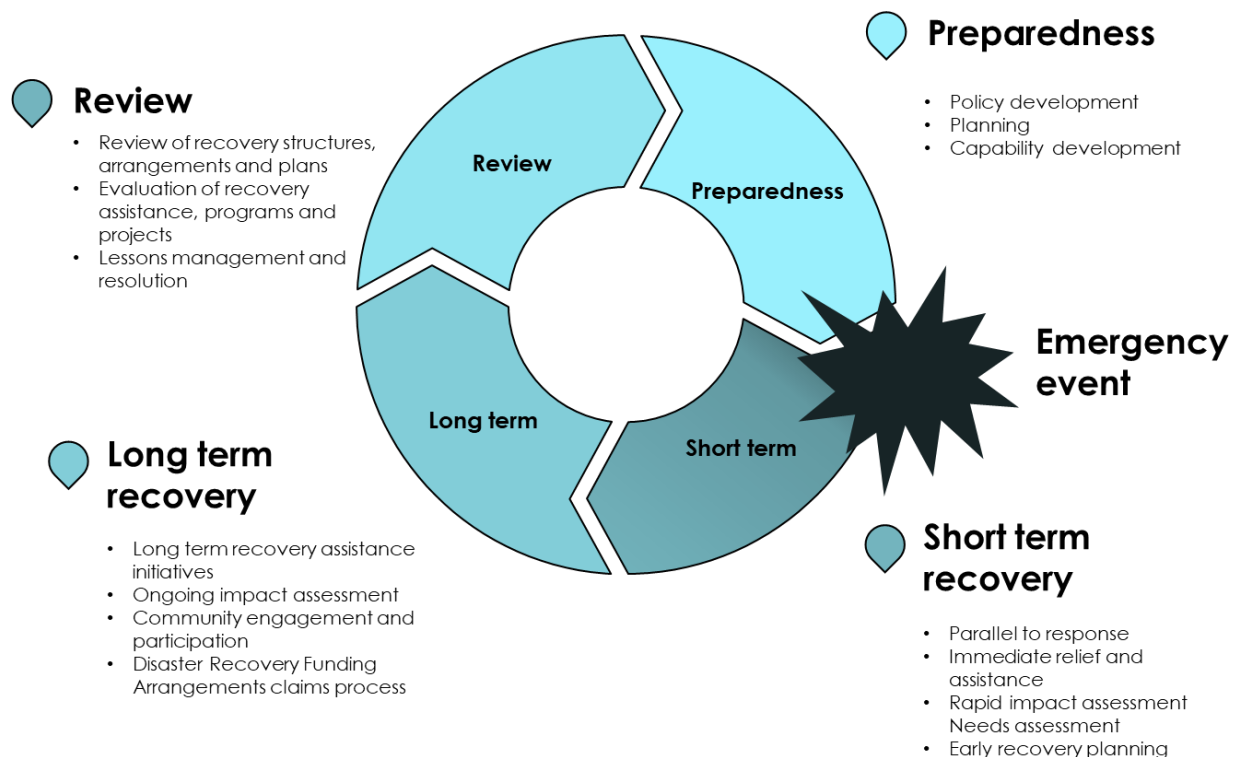 Preparedness
• Policy development
• Planning
• Capability development
Review
• Review of recovery structures,
arrangements and plans
• Evaluation of recovery
assistance, programs and
projects
• Lessons management and
resolution
Review
Preparedness
Emergency
event
Long term
Short term
Long term
recovery
• Long term recovery assistance
initiatives
• Ongoing impact assessment
• Community engagement and
participation
• Disaster Recovery Funding
Arrangements claims process
Short term
recovery
• Parallel to response
• Immediate relief and
assistance
• Rapid impact assessment
Needs assessment
• Early recovery planning